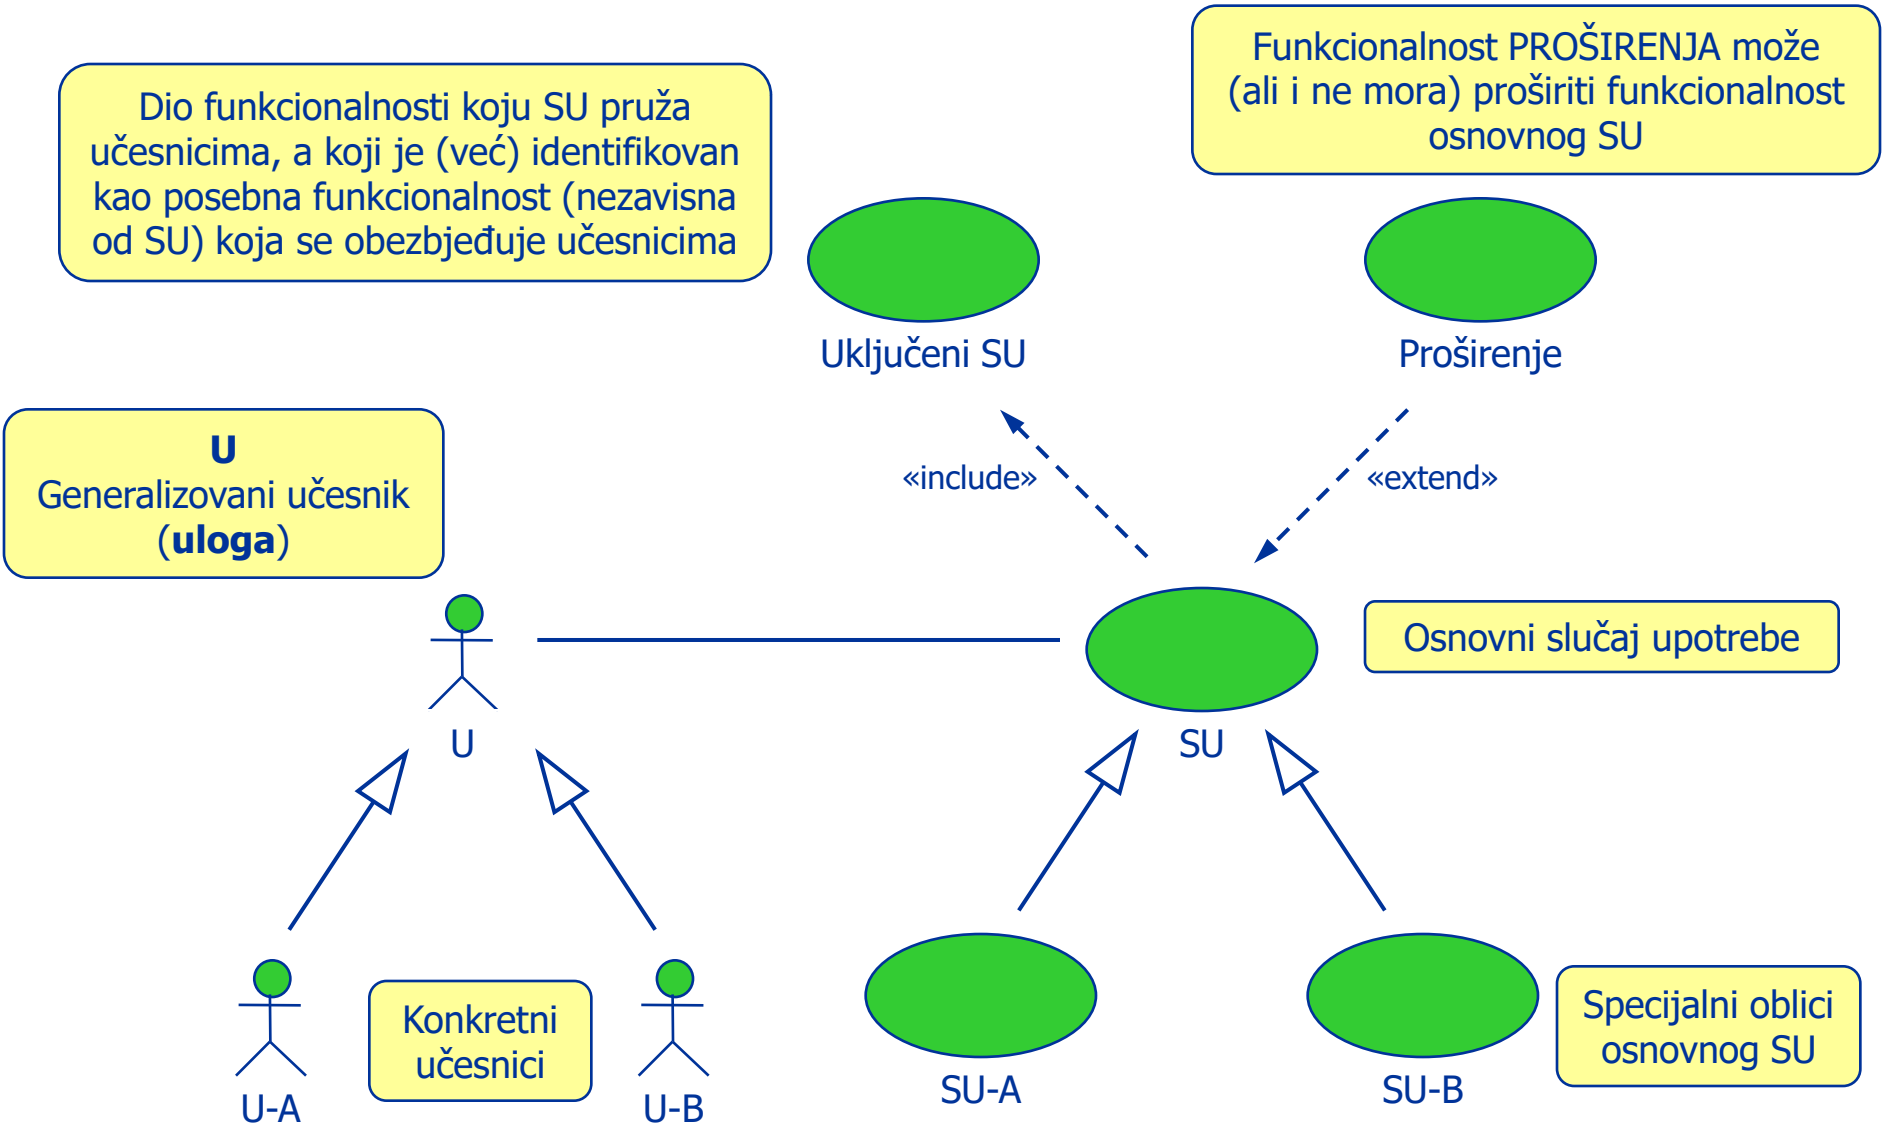 Funkcionalnost PROŠIRENJA može
(ali i ne mora) proširiti funkcionalnost
osnovnog SU
Dio funkcionalnosti koju SU pruža
učesnicima, a koji je (već) identifikovan
kao posebna funkcionalnost (nezavisna
od SU) koja se obezbjeđuje učesnicima
Uključeni SU
Proširenje
U
Generalizovani učesnik
(uloga)
«include»
«extend»
Osnovni slučaj upotrebe
U
SU
Konkretni
učesnici
Specijalni oblici
osnovnog SU
U-A
U-B
SU-A
SU-B